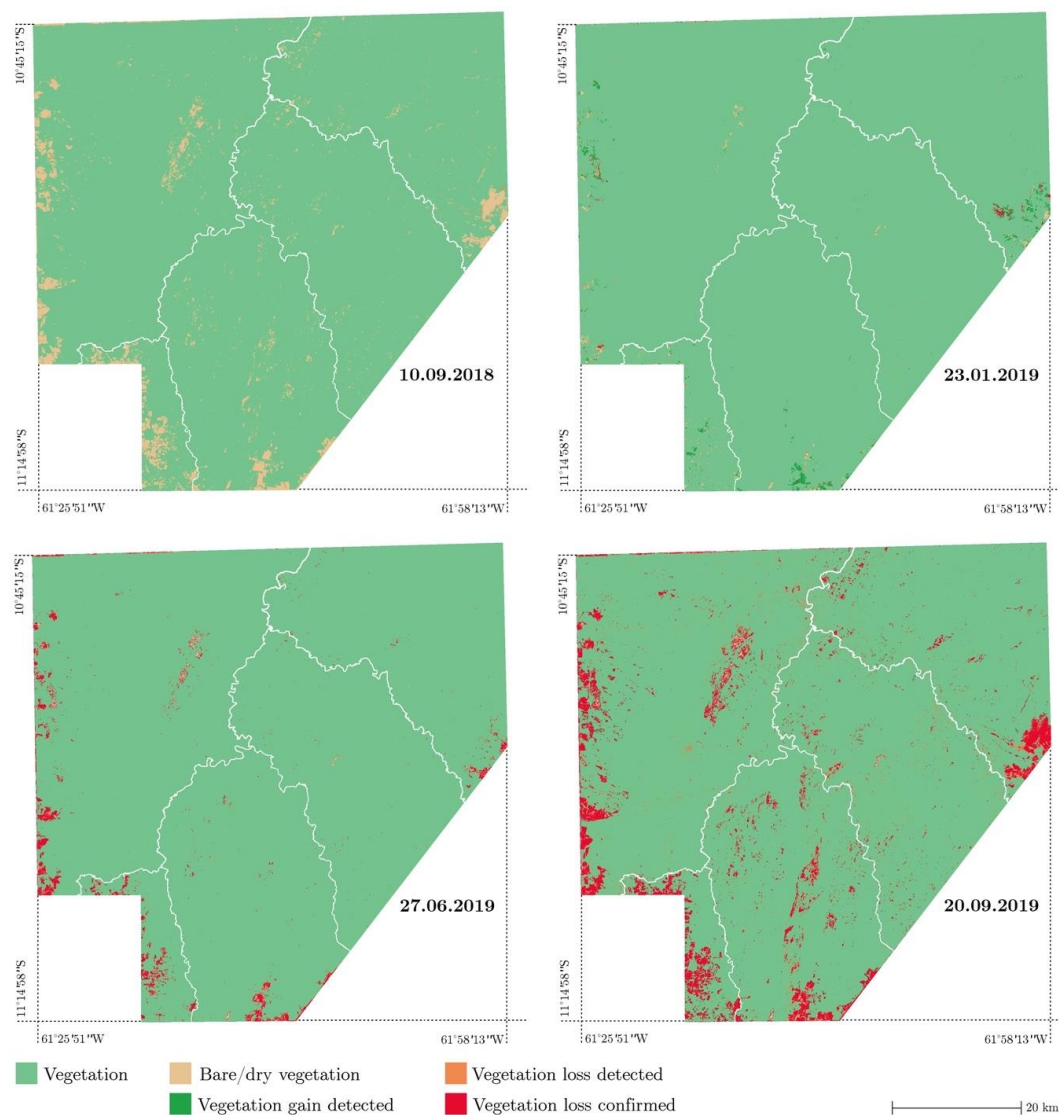 10°45'15"S
10°45'15"S
10.09.2018
23.01.2019
11°14'58"S
11°14'58"S
61°25'51"W
61°58'13"W
61°25'51"W
61°58'13"W
10°45'15"S
10°45'15"S
27.06.2019
20.09.2019
11°14'58"S
11°14'58"S
61°25'51"W
61°58'13"W
61°25'51"W
61°58'13"W
Vegetation
Bare/dry vegetation
Vegetation loss detected
Vegetation gain detected
Vegetation loss confirmed
20 km